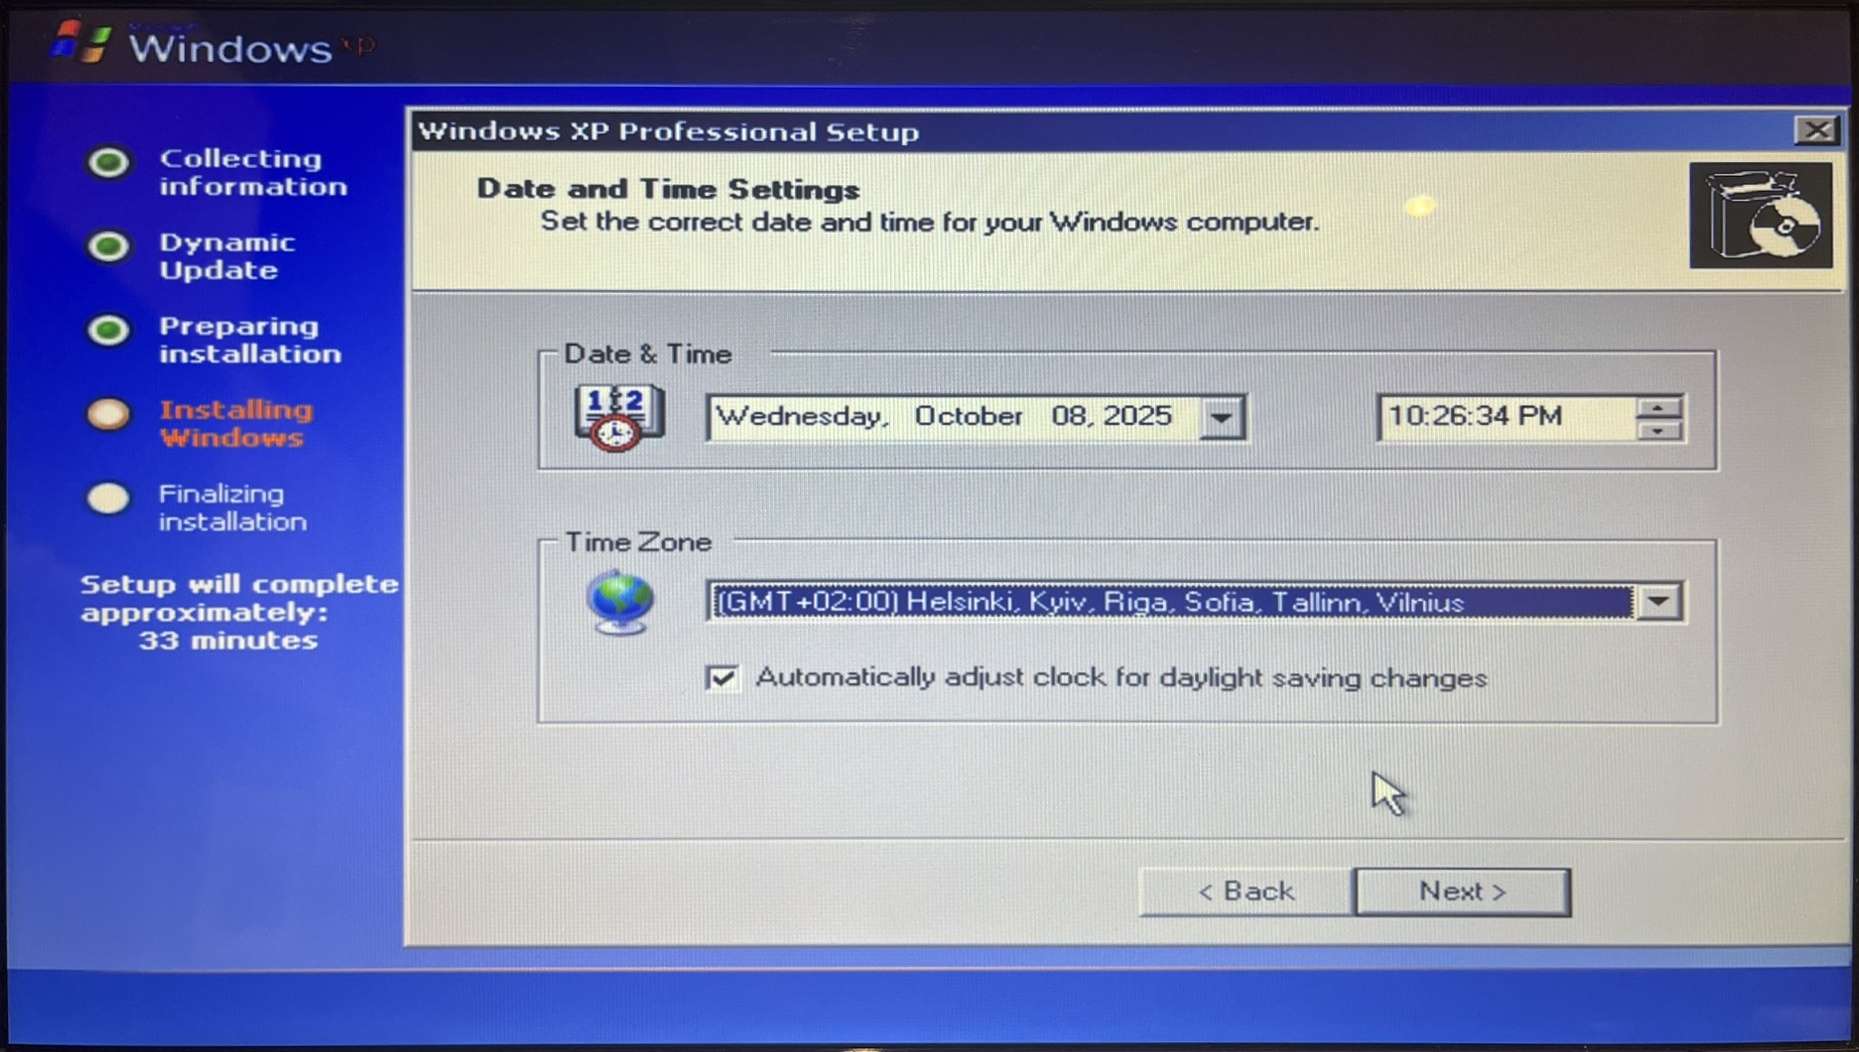 Windows xp
Collecting
information
Dynamic
Update
Preparing
installation
Installing
Windows
Finalizing
installation
Setup will complete
approximately:
33 minutes
Windows XP Professional Setup
Date and Time Settings
Set the correct date and time for your Windows computer.
Date & Time
12
Wednesday, October 08, 2025
10:26:34 PM
Time Zone
(GMT+02:00) Helsinki, Kyiv, Riga, Sofia, Tallinn, Vilnius
Automatically adjust clock for daylight saving changes
< Back
Next >